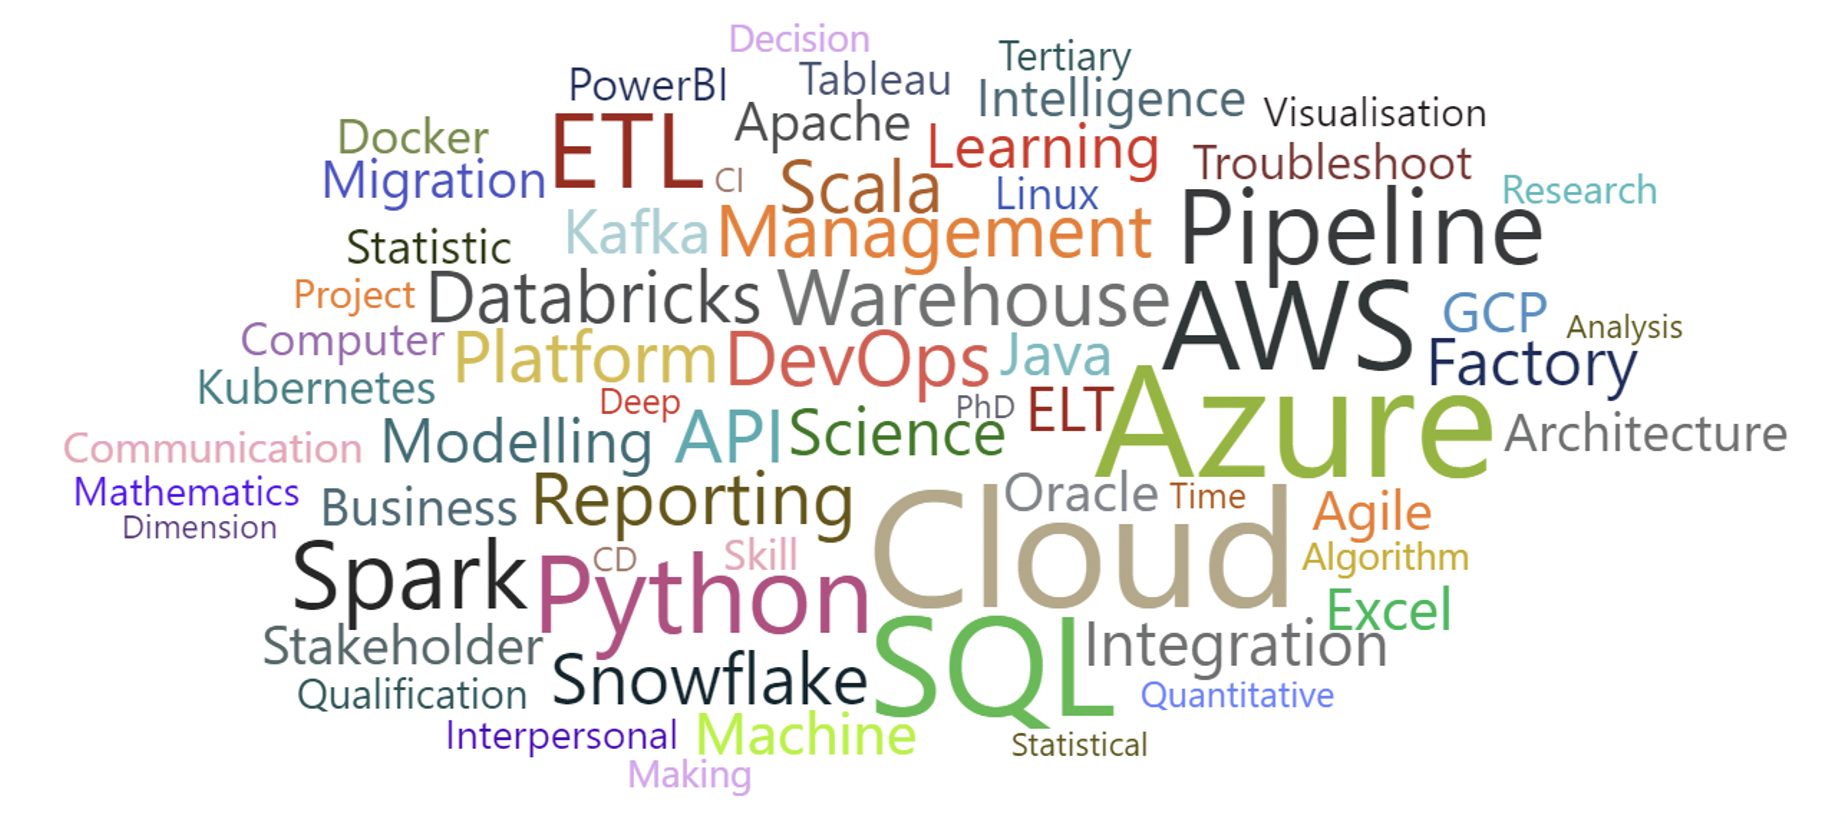 Decision
Tertiary
PowerBI
Tableau
Intelligence
Visualisation
Docker
ETL
Apache
Learning
Troubleshoot
Migration
CI
Scala
Linux
Research
Statistic
Kafka
Management
Pipeline
Project
Databricks
Warehouse
AWS
GCP
Analysis
Computer
Platform
DevOps
Java
Factory
Kubernetes
Deep
PhD
ELT
Azure
Communication
Modelling
API
Science
Architecture
Mathematics
Dimension
Business
Reporting
Cloud
Oracle
Time
Agile
Spark
CD
Python
Skill
Algorithm
Excel
Stakeholder
Snowflake
SQL
Integration
Qualification
Quantitative
Interpersonal
Machine
Statistical
Making